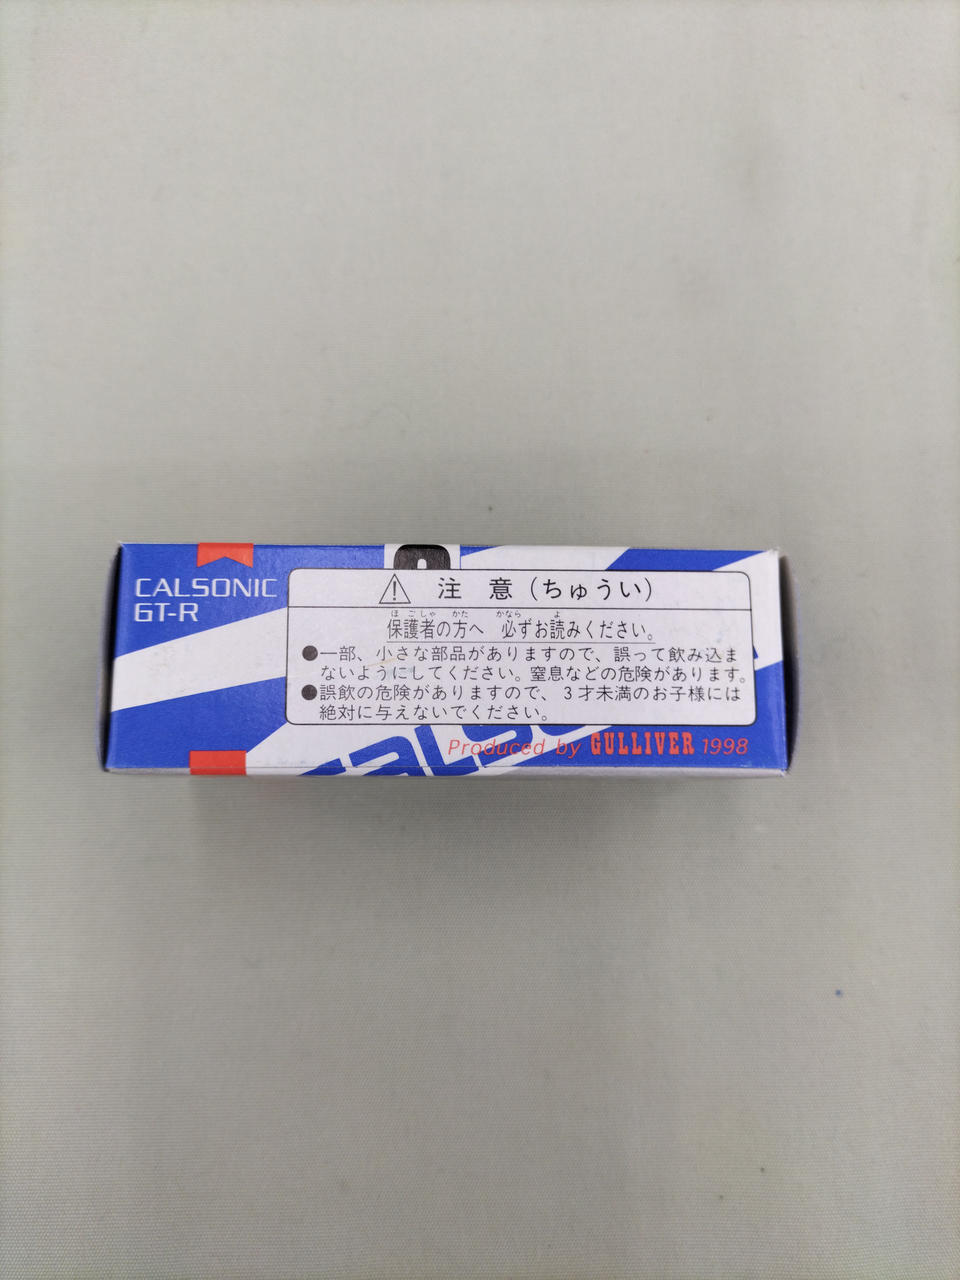 CALSONIC
GT-R
注 意 (ちゅうい)
ほ ご しゃ かた かなら よ
保護者の方へ 必ずお読みください。
●一部、小さな部品がありますので、誤って飲み込ま
ないようにしてください。窒息などの危険があります。
●誤飲の危険がありますので、3才未満のお子様には
絶対に与えないでください。
Produced by GULLIVER 1998